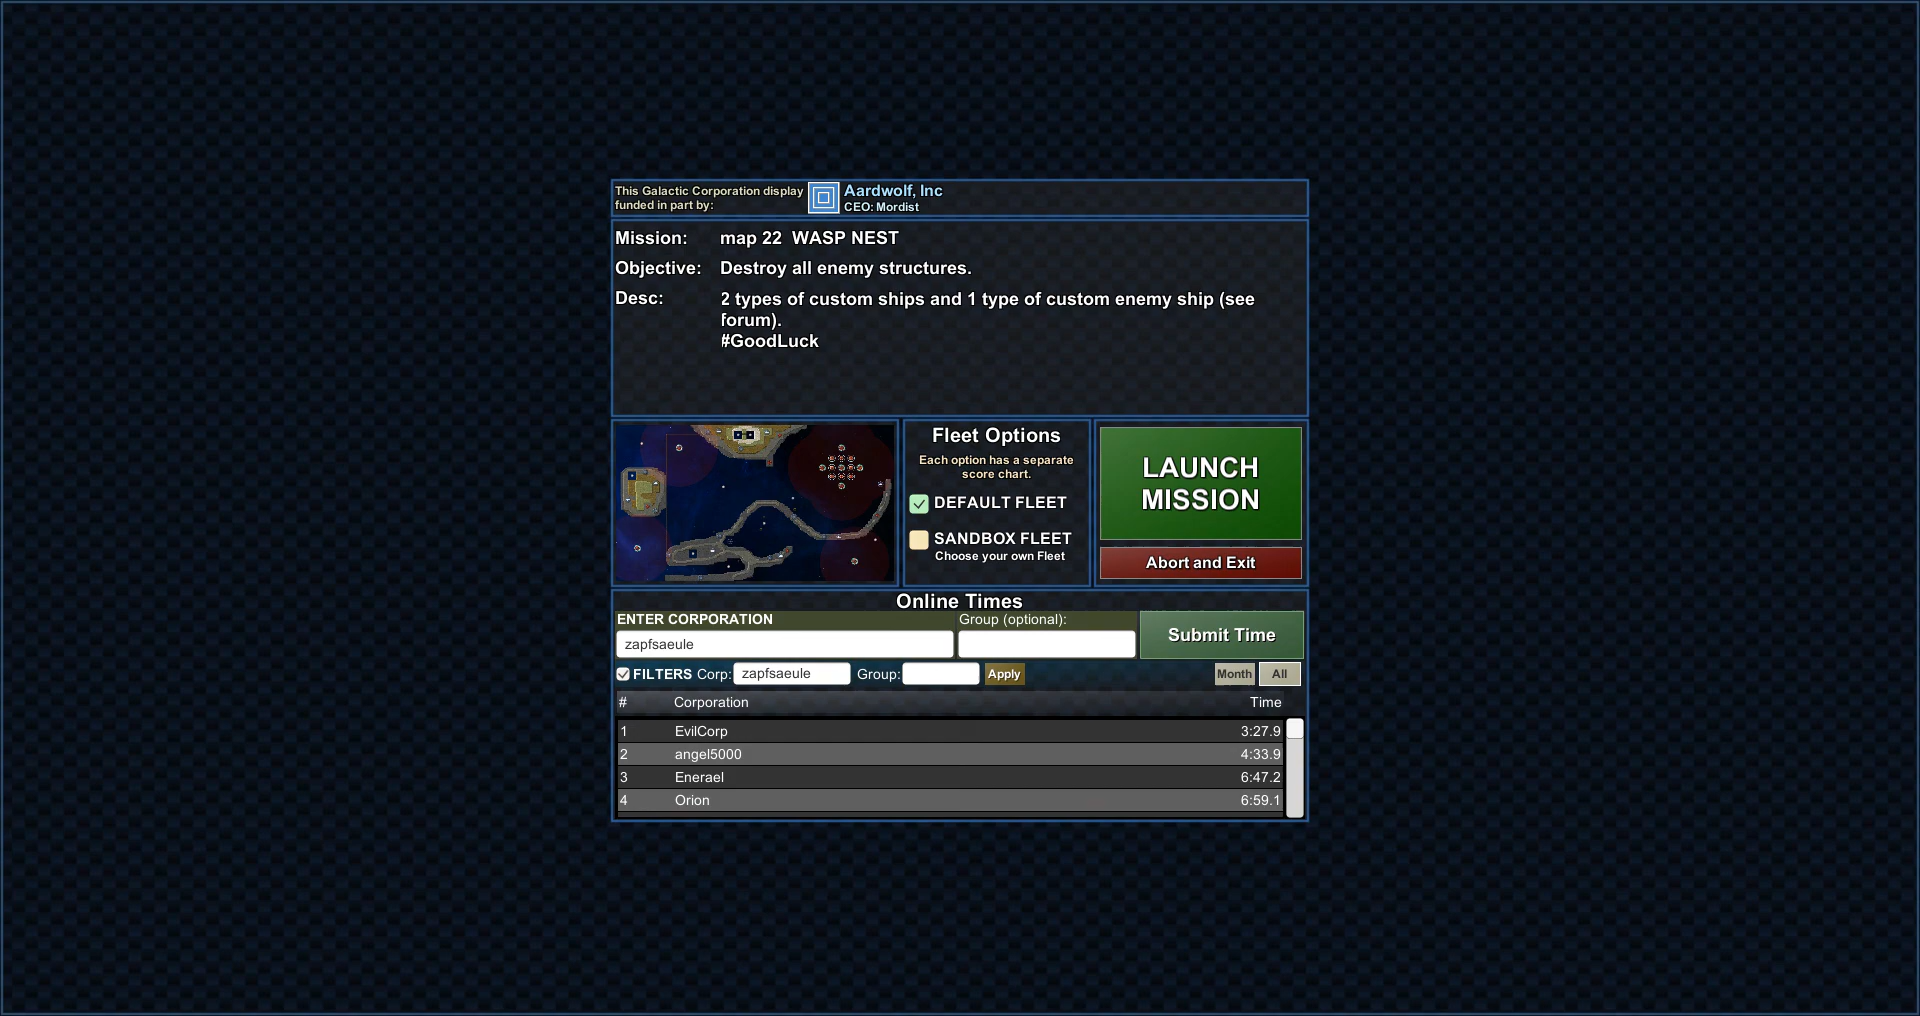 This Galactic Corporation display
funded in part by:
Aardwolf, Inc
CEO: Mordist
Mission: map 22 WASP NEST
Objective: Destroy all enemy structures.
Desc: 2 types of custom ships and 1 type of custom enemy ship (see
forum).
#GoodLuck
Fleet Options
Each option has a separate
score chart.
DEFAULT FLEET
SANDBOX FLEET
Choose your own Fleet
LAUNCH
MISSION
Abort and Exit
Online Times
ENTER CORPORATION
Group (optional):
zapfsaeule
Submit Time
FILTERS Corp: zapfsaeule Group: Apply Month All
# Corporation Time
1 EvilCorp 3:27.9
2 angel5000 4:33.9
3 Enerael 6:47.2
4 Orion 6:59.1